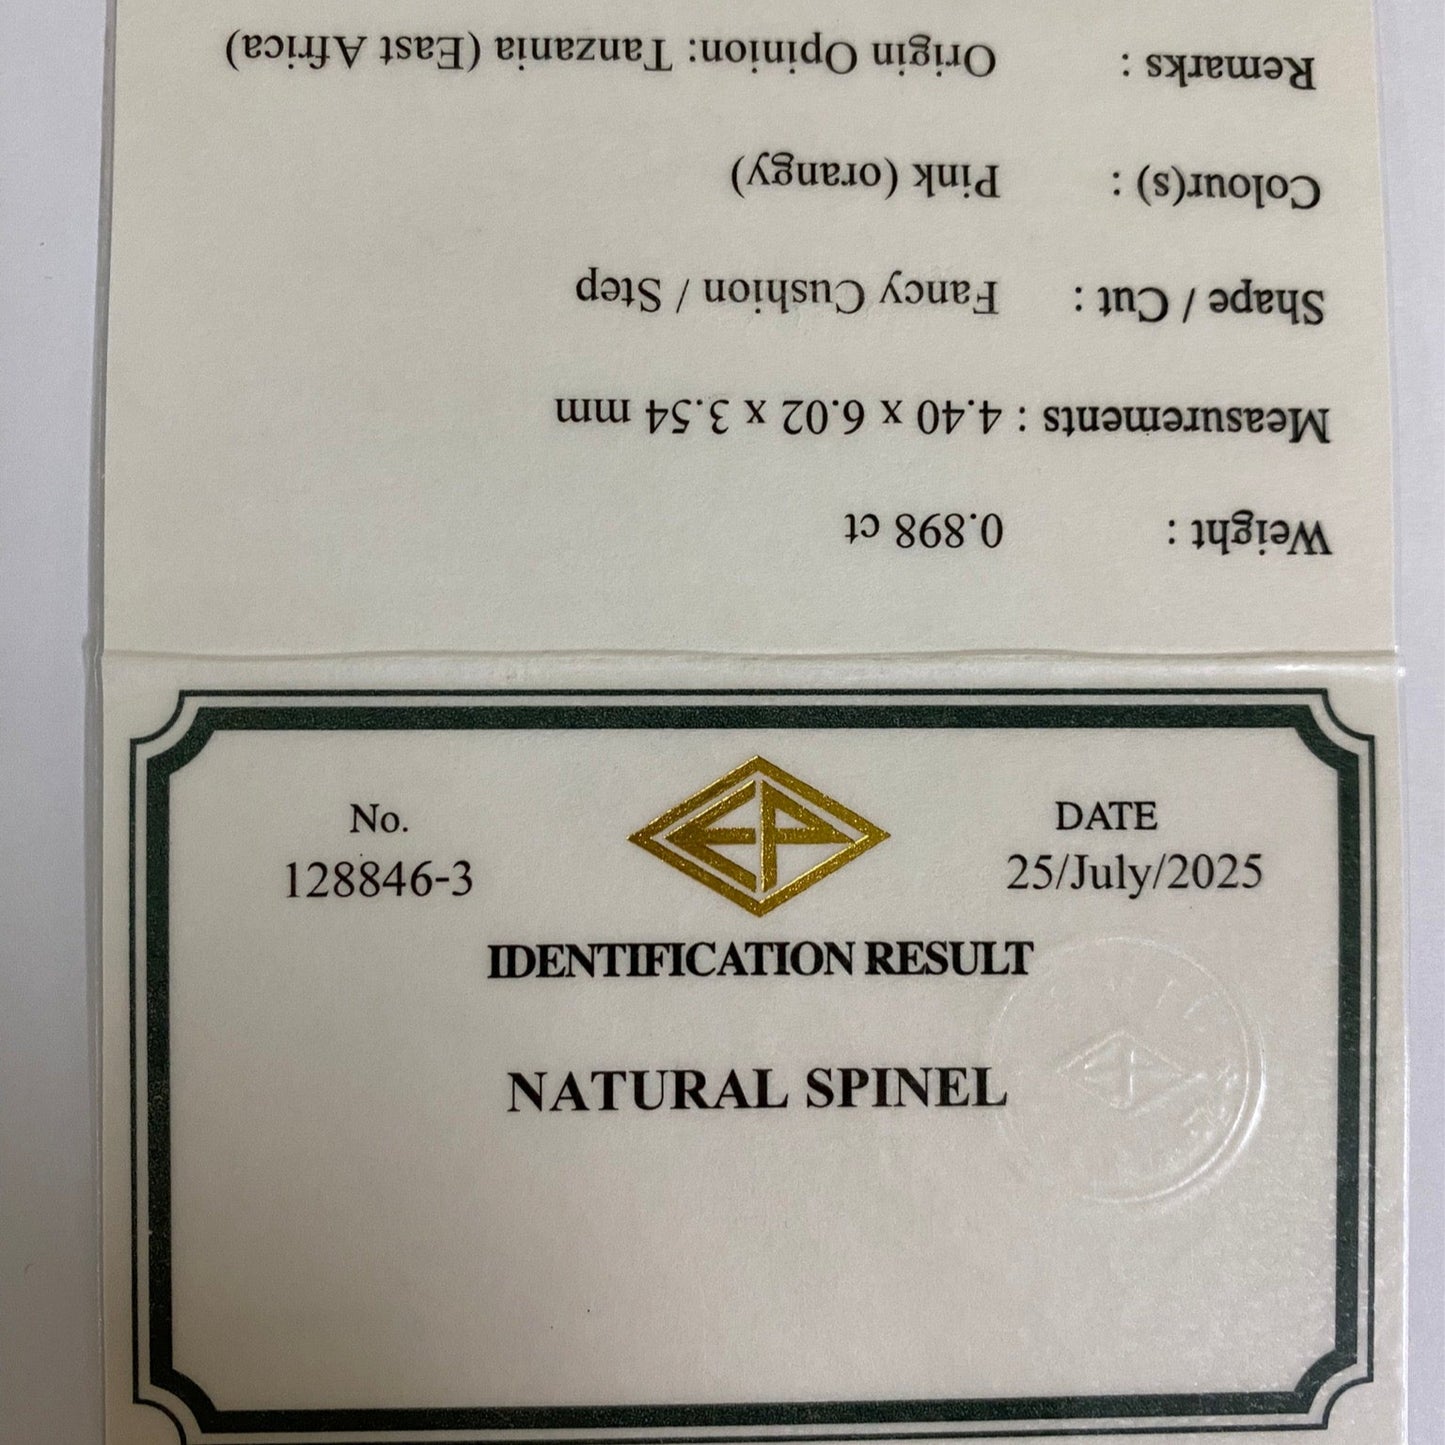 Weight : 0.898 ct
Measurements : 4.40 x 6.02 x 3.54 mm
Shape / Cut : Fancy Cushion / Step
Colour(s) : Pink (orangy)
Remarks : Origin Opinion: Tanzania (East Africa)
No.
128846-3
EP
DATE
25/July/2025
IDENTIFICATION RESULT
NATURAL SPINEL